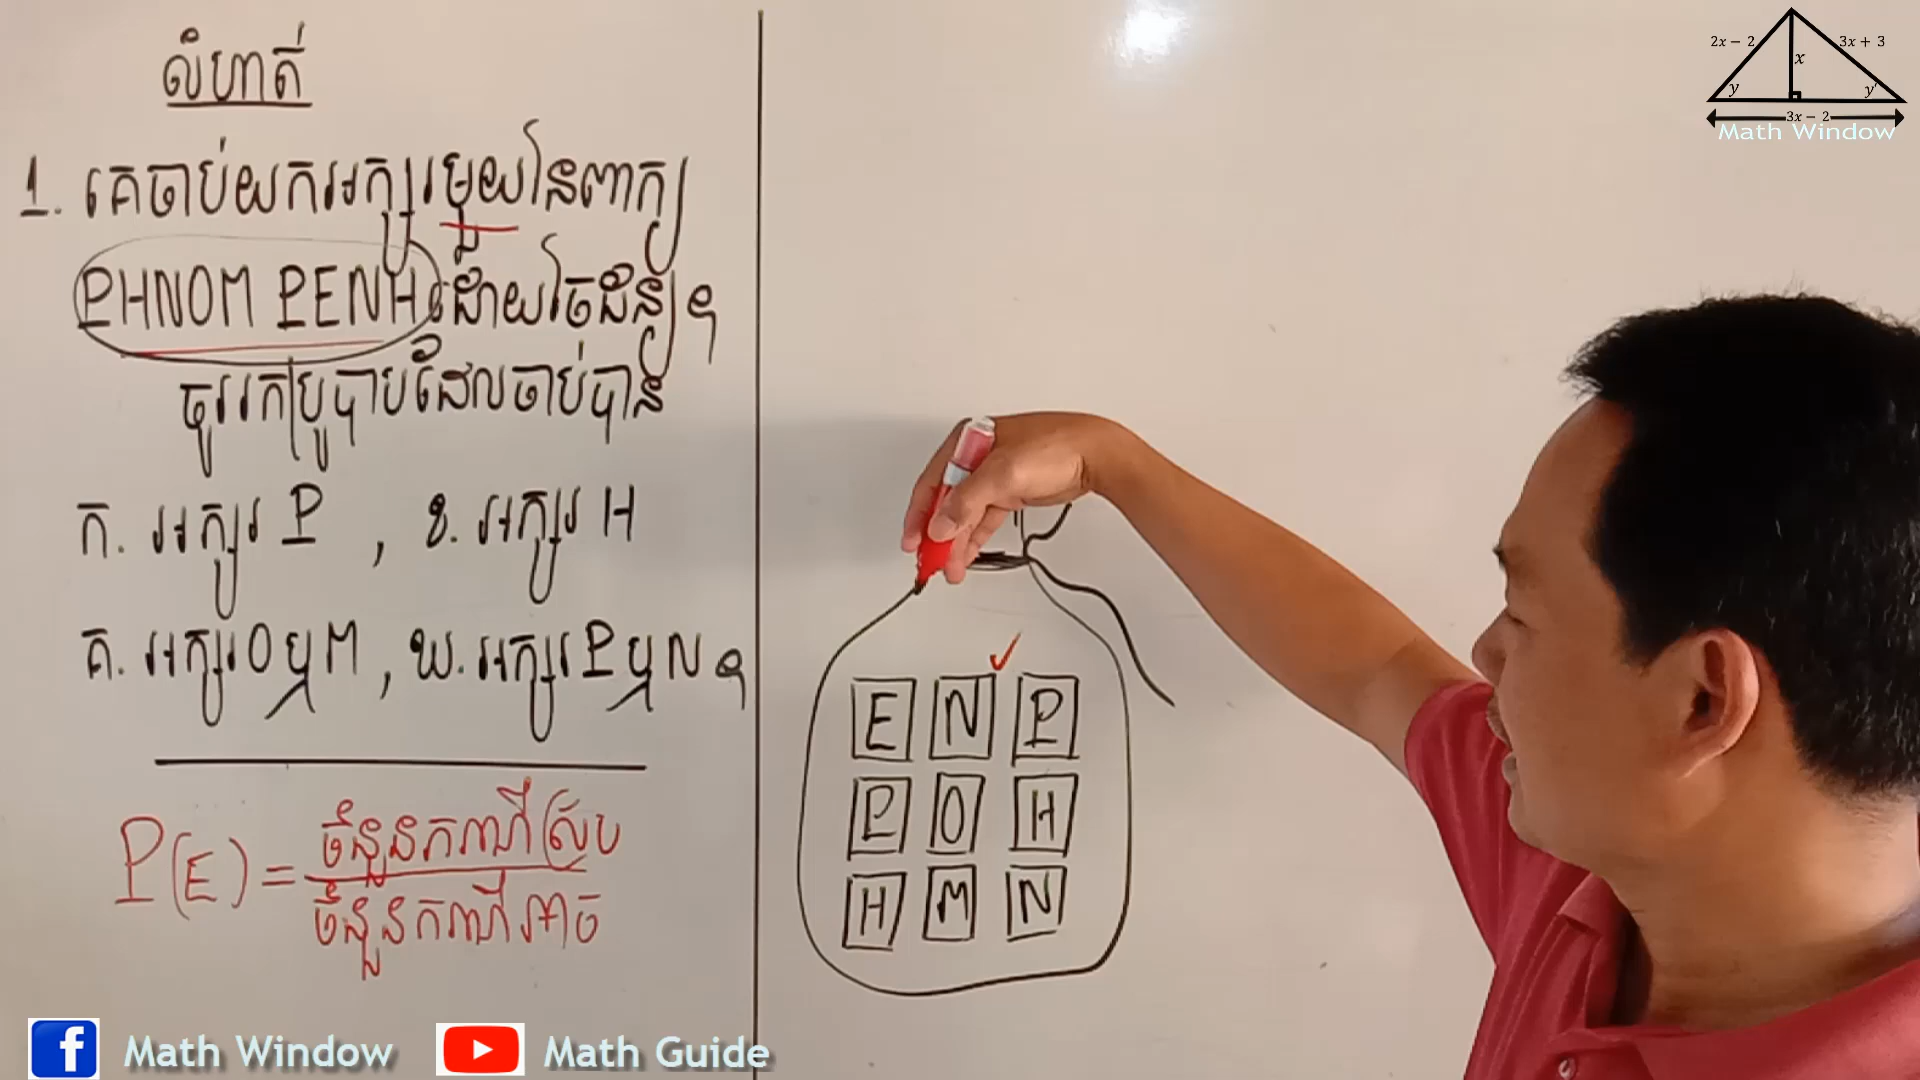 លំហាត់
1. គេចាប់យកអក្សរមួយនៃពាក្យ
PHNOM PENH ដោយចៃដន្យ ។
ចូររកប្រូបាបដែលចាប់បាន
ក. អក្សរ P , ខ. អក្សរ H
គ. អក្សរ O ឬ M , ឃ. អក្សរ P ឬ N ។
P(E) = ចំនួនករណីស្រប
ចំនួនករណីអាច
E N P
P O H
H M N
2x − 2
3x + 3
x
y
y'
3x − 2
Math Window
Math Window
Math Guide